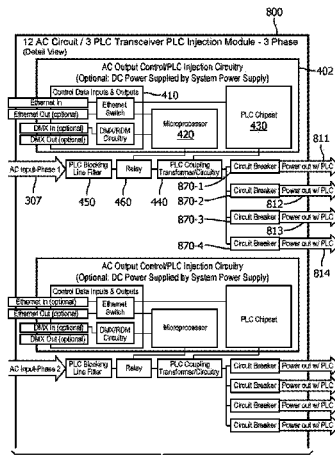 800
12 AC Circuit / 3 PLC Transceiver PLC Injection Module - 3 Phase
(Detail View)
402
AC Output Control/PLC Injection Circuitry
(Optional: DC Power Supplied by System Power Supply)
Control Data Inputs & Outputs
410
Ethernet In
Ethernet Out (optional)
Ethernet
Switch
DMX In (optional)
DMX Out (optional)
DMX/RDM
Circuitry
Microprocessor
420
PLC Chipset
430
811
AC Input-Phase 1
PLC Blocking
Line Filter
Relay
PLC Coupling
Transformer/Circuitry
Circuit Breaker
Power out w/ PLC
307
450
460
440
870-1
870-2
Circuit Breaker
Power out w/ PLC
812
870-3
Circuit Breaker
Power out w/ PLC
813
870-4
Circuit Breaker
Power out w/ PLC
814
AC Output Control/PLC Injection Circuitry
(Optional: DC Power Supplied by System Power Supply)
Control Data Inputs & Outputs
Ethernet In (optional)
Ethernet Out (optional)
Ethernet
Switch
DMX In (optional)
DMX Out (optional)
DMX/RDM
Circuitry
Microprocessor
PLC Chipset
AC Input-Phase 2
PLC Blocking
Line Filter
Relay
PLC Coupling
Transformer/Circuitry
Circuit Breaker
Power out w/ PLC
Circuit Breaker
Power out w/ PLC
Circuit Breaker
Power out w/ PLC
Circuit Breaker
Power out w/ PLC